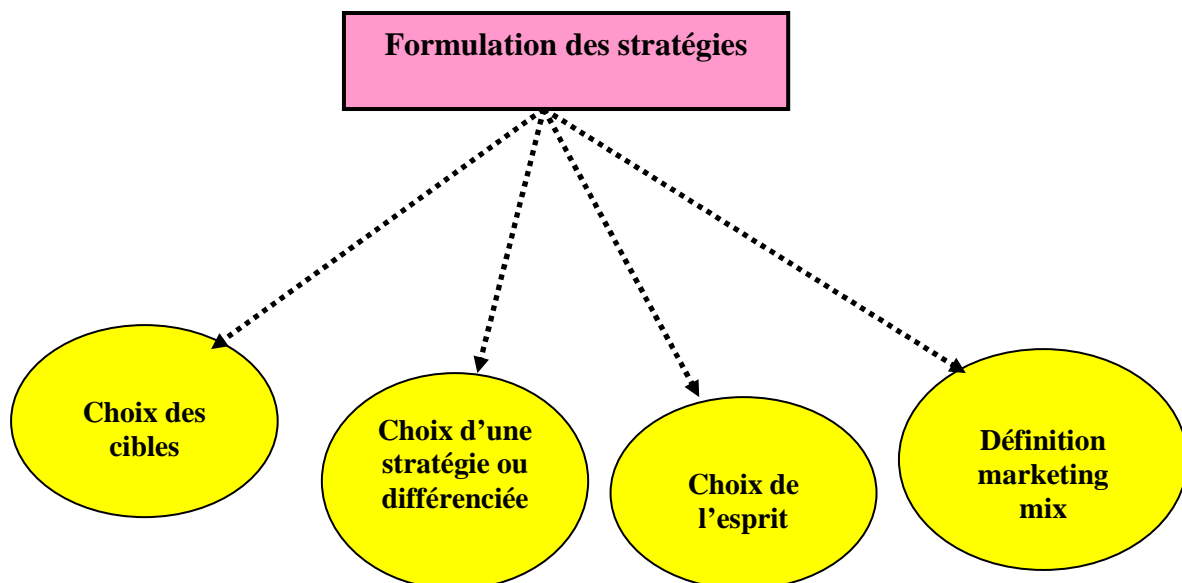 Formulation des stratégies
Choix des
cibles
Choix d’une
stratégie ou
différenciée
Choix de
l’esprit
Définition
marketing
mix